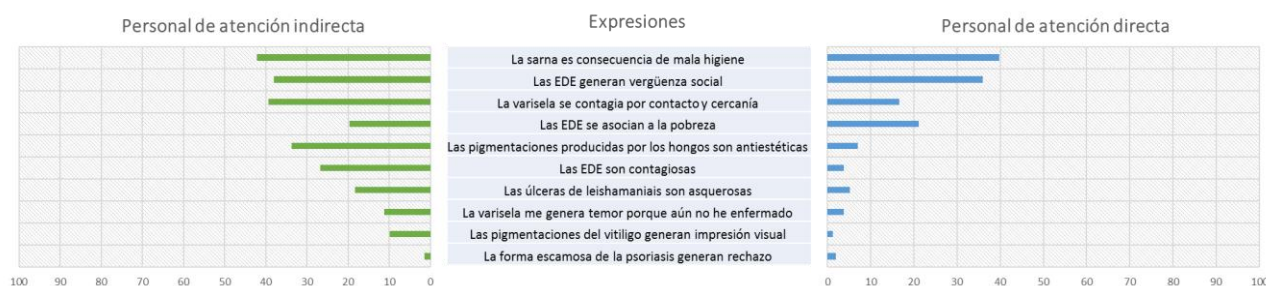 Personal de atención indirecta
Expresiones
Personal de atención directa
La sarna es consecuencia de mala higiene
Las EDE generan vergüenza social
La varisela se contagia por contacto y cercanía
Las EDE se asocian a la pobreza
Las pigmentaciones producidas por los hongos son antiestéticas
Las EDE son contagiosas
Las úlceras de leishamaniais son asquerosas
La varisela me genera temor porque aún no he enfermado
Las pigmentaciones del vitiligo generan impresión visual
La forma escamosa de la psoriasis generan rechazo
100 90 80 70 60 50 40 30 20 10 0
0 10 20 30 40 50 60 70 80 90 100